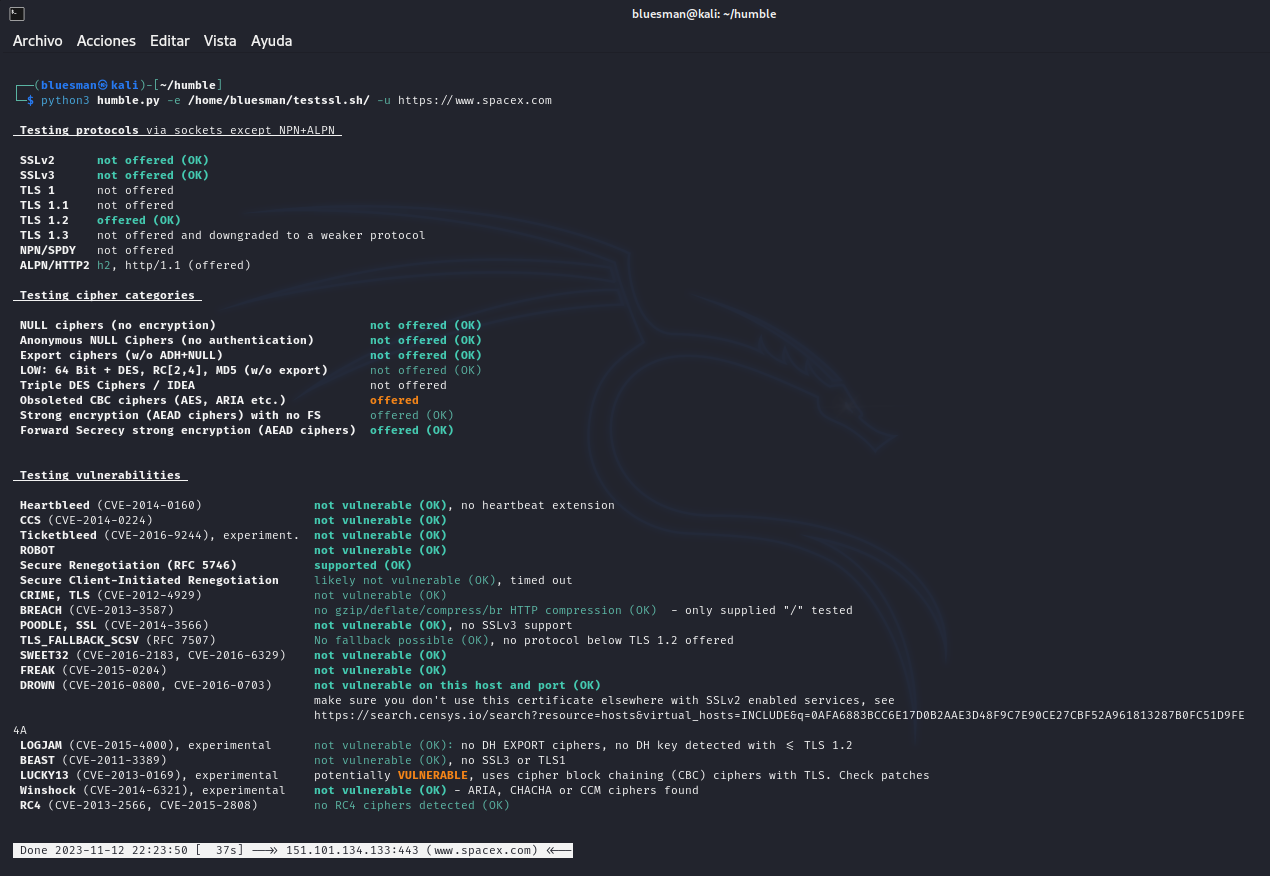 bluesman@kali: ~/humble
Archivo Acciones Editar Vista Ayuda
┌──(bluesman㉿kali)-[~/humble]
└─$ python3 humble.py -e /home/bluesman/testssl.sh/ -u https://www.spacex.com
Testing protocols via sockets except NPN+ALPN
SSLv2 not offered (OK)
SSLv3 not offered (OK)
TLS 1 not offered
TLS 1.1 not offered
TLS 1.2 offered (OK)
TLS 1.3 not offered and downgraded to a weaker protocol
NPN/SPDY not offered
ALPN/HTTP2 h2, http/1.1 (offered)
Testing cipher categories
NULL ciphers (no encryption) not offered (OK)
Anonymous NULL Ciphers (no authentication) not offered (OK)
Export ciphers (w/o ADH+NULL) not offered (OK)
LOW: 64 Bit + DES, RC[2,4], MD5 (w/o export) not offered (OK)
Triple DES Ciphers / IDEA not offered
Obsoleted CBC ciphers (AES, ARIA etc.) offered
Strong encryption (AEAD ciphers) with no FS offered (OK)
Forward Secrecy strong encryption (AEAD ciphers) offered (OK)
Testing vulnerabilities
Heartbleed (CVE-2014-0160) not vulnerable (OK), no heartbeat extension
CCS (CVE-2014-0224) not vulnerable (OK)
Ticketbleed (CVE-2016-9244), experiment. not vulnerable (OK)
ROBOT not vulnerable (OK)
Secure Renegotiation (RFC 5746) supported (OK)
Secure Client-Initiated Renegotiation likely not vulnerable (OK), timed out
CRIME, TLS (CVE-2012-4929) not vulnerable (OK)
BREACH (CVE-2013-3587) no gzip/deflate/compress/br HTTP compression (OK) - only supplied "/" tested
POODLE, SSL (CVE-2014-3566) not vulnerable (OK), no SSLv3 support
TLS_FALLBACK_SCSV (RFC 7507) No fallback possible (OK), no protocol below TLS 1.2 offered
SWEET32 (CVE-2016-2183, CVE-2016-6329) not vulnerable (OK)
FREAK (CVE-2015-0204) not vulnerable (OK)
DROWN (CVE-2016-0800, CVE-2016-0703) not vulnerable on this host and port (OK)
make sure you don't use this certificate elsewhere with SSLv2 enabled services, see
https://search.censys.io/search?resource=hosts&virtual_hosts=INCLUDE&q=0AFA6883BCC6E17D0B2AAE3D48F9C7E90CE27CBF52A961813287B0FC51D9FE
4A
LOGJAM (CVE-2015-4000), experimental not vulnerable (OK): no DH EXPORT ciphers, no DH key detected with <= TLS 1.2
BEAST (CVE-2011-3389) not vulnerable (OK), no SSL3 or TLS1
LUCKY13 (CVE-2013-0169), experimental potentially VULNERABLE, uses cipher block chaining (CBC) ciphers with TLS. Check patches
Winshock (CVE-2014-6321), experimental not vulnerable (OK) - ARIA, CHACHA or CCM ciphers found
RC4 (CVE-2013-2566, CVE-2015-2808) no RC4 ciphers detected (OK)
Done 2023-11-12 22:23:50 [ 37s] -->> 151.101.134.133:443 (www.spacex.com) <<--